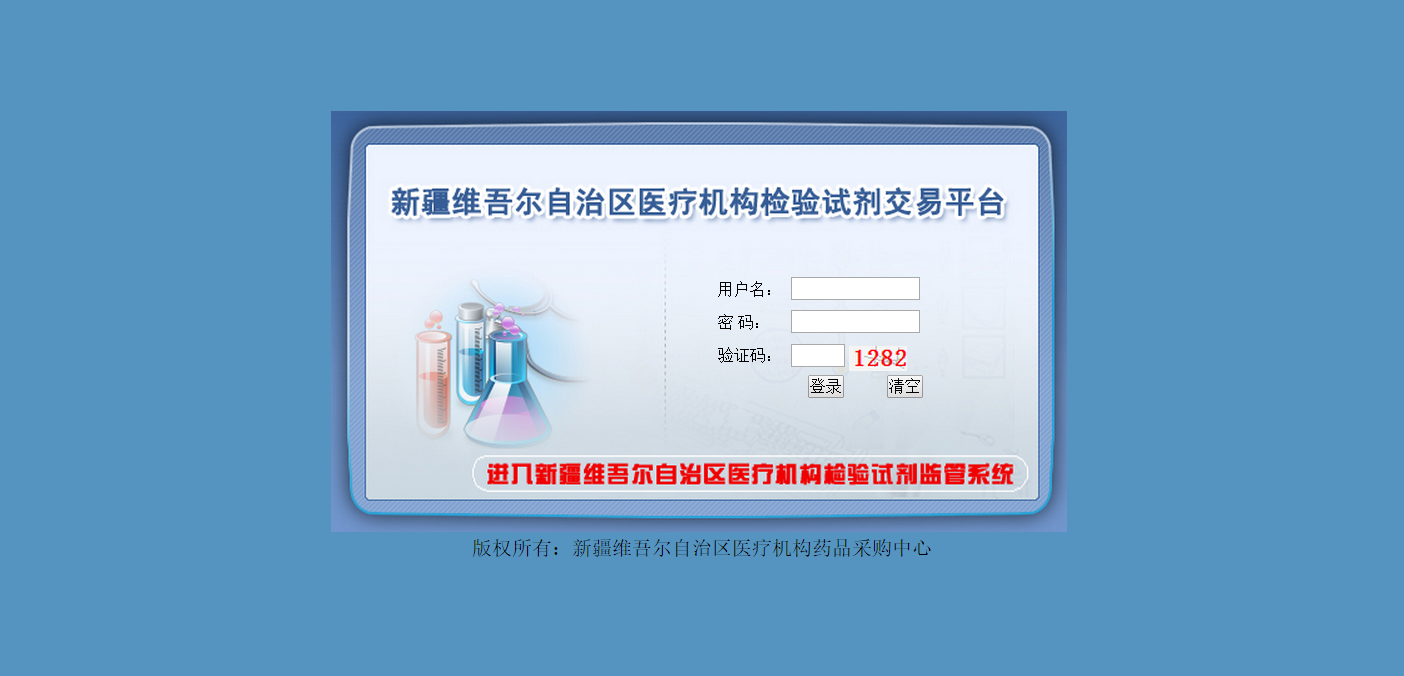 新疆维吾尔自治区医疗机构检验试剂交易平台
用户名：
密 码：
验证码： 1282
登录 清空
进入新疆维吾尔自治区医疗机构检验试剂监管系统
版权所有：新疆维吾尔自治区医疗机构药品采购中心